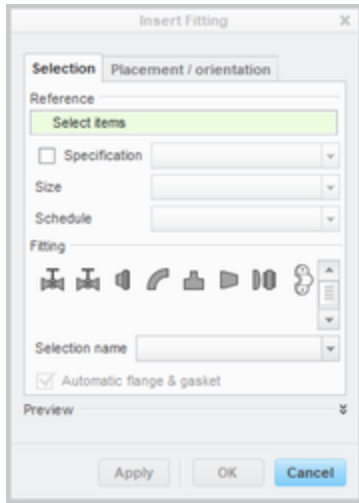 Insert Fitting X
Selection Placement / orientation
Reference
Select items
Specification
Size
Schedule
Fitting
Selection name
Automatic flange & gasket
Preview
Apply OK Cancel